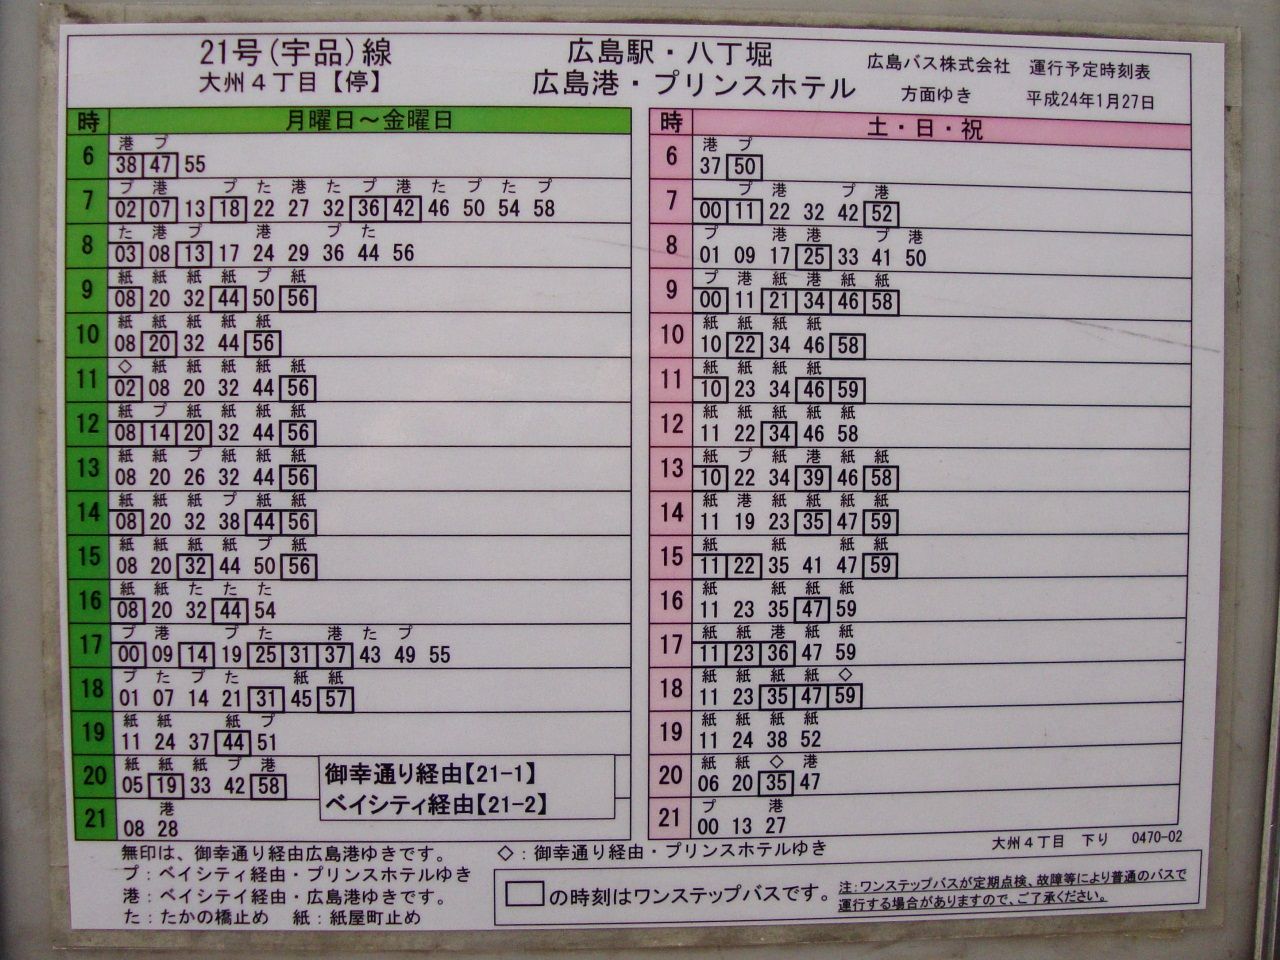 21号(宇品)線
大州４丁目【停】
広島駅・八丁堀
広島港・プリンスホテル
広島バス株式会社 運行予定時刻表
方面ゆき 平成24年1月27日
時 月曜日～金曜日
港 プ
6 38 47 55
プ 港 プ た 港 た プ 港 た プ た プ
7 02 07 13 18 22 27 32 36 42 46 50 54 58
た 港 プ 港 プ た
8 03 08 13 17 24 29 36 44 56
紙 紙 紙 紙 プ 紙
9 08 20 32 44 50 56
紙 紙 紙 紙 紙
10 08 20 32 44 56
◇ 紙 紙 紙 紙 紙
11 02 08 20 32 44 56
紙 プ 紙 紙 紙 紙
12 08 14 20 32 44 56
紙 紙 プ 紙 紙 紙
13 08 20 26 32 44 56
紙 紙 紙 プ 紙 紙
14 08 20 32 38 44 56
紙 紙 紙 紙 プ 紙
15 08 20 32 44 50 56
紙 紙 た た た
16 08 20 32 44 54
プ 港 プ た 港 た プ
17 00 09 14 19 25 31 37 43 49 55
プ た プ た 紙 紙
18 01 07 14 21 31 45 57
紙 紙 紙 プ
19 11 24 37 44 51
紙 紙 紙 プ 港
20 05 19 33 42 58
港
21 08 28
御幸通り経由【21-1】
ベイシティ経由【21-2】
時 土・日・祝
港 プ
6 37 50
プ 港 プ 港
7 00 11 22 32 42 52
プ 港 港 プ 港
8 01 09 17 25 33 41 50
プ 港 紙 港 紙 紙
9 00 11 21 34 46 58
紙 紙 紙 紙
10 10 22 34 46 58
紙 紙 紙 紙
11 10 23 34 46 59
紙 紙 紙 紙 紙
12 11 22 34 46 58
紙 プ 紙 港 紙 紙
13 10 22 34 39 46 58
紙 港 紙 紙 紙 紙
14 11 19 23 35 47 59
紙 紙 紙 紙
15 11 22 35 41 47 59
紙 紙 紙 紙
16 11 23 35 47 59
紙 紙 港 紙 紙
17 11 23 36 47 59
紙 紙 紙 紙 ◇
18 11 23 35 47 59
紙 紙 紙 紙
19 11 24 38 52
紙 紙 ◇ 港
20 06 20 35 47
プ 港
21 00 13 27
大州４丁目 下り 0470-02
無印は、御幸通り経由広島港ゆきです。
プ：ベイシティ経由・プリンスホテルゆき
港：ベイシテイ経由・広島港ゆきです。
た：たかの橋止め 紙：紙屋町止め
◇：御幸通り経由・プリンスホテルゆき
の時刻はワンステップバスです。
注:ワンステップバスが定期点検、故障等により普通のバスで
運行する場合がありますので、ご了承ください。